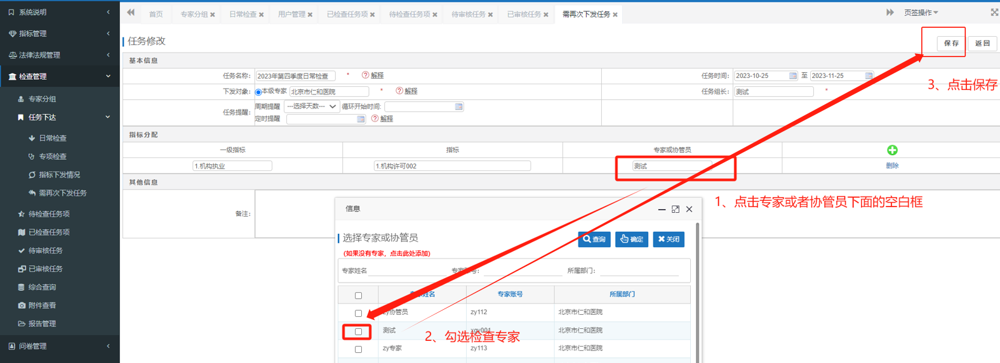 系统说明
指标管理
法律法规管理
检查管理
专家分组
任务下达
日常检查
专项检查
指标下发情况
需再次下发任务
待检查任务项
已检查任务项
待审核任务
已审核任务
综合查询
附件查看
报告管理
问卷管理
首页 专家分组 日常检查 用户管理 已检查任务项 待检查任务项 待审核任务 已审核任务 需再次下发任务 页签操作
任务修改 保存 返回
基本信息
任务名称: 2023年第四季度日常检查 * 解释 任务时间: 2023-10-25 至 2023-11-25
3、点击保存
下发对象: 本级专家 北京市仁和医院 * 解释 任务组长: 测试 *
任务提醒: 周期提醒 ---选择天数--- 循环开始时间:
定时提醒 解释
指标分配
一级指标 指标 专家或协管员
1.机构执业 1.机构许可002 测试 删除
其他信息
1、点击专家或者协管员下面的空白框
备注:
信息
选择专家或协管员 查询 确定 关闭
(如果没有专家，点击此处添加)
专家姓名 专家账号: 所属部门:
专家姓名 专家账号 所属部门
zy协管员 zy112 北京市仁和医院
测试 xgy001 北京市仁和医院
2、勾选检查专家
zy专家 zy113 北京市仁和医院